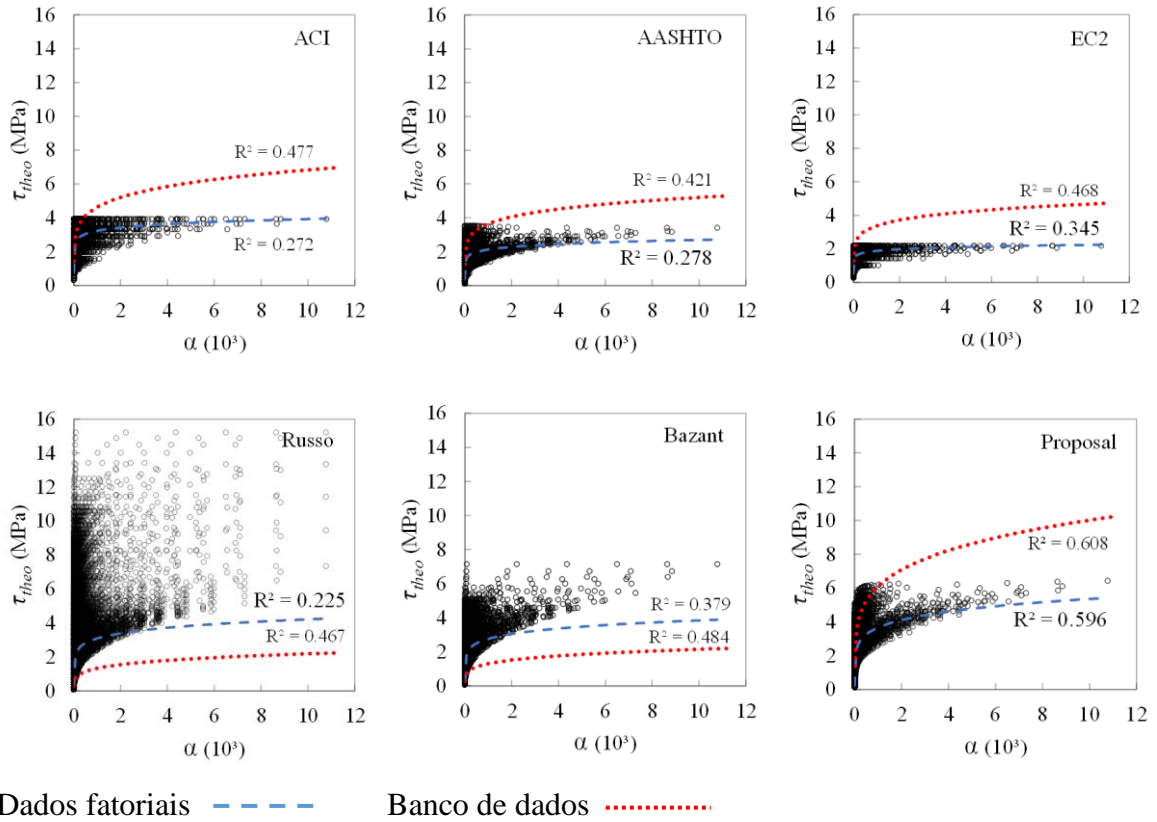 ACI
16
14
12
10
8
6
4
2
0
τtheo (MPa)
R² = 0.477
R² = 0.272
0 2 4 6 8 10 12
α (10³)
AASHTO
16
14
12
10
8
6
4
2
0
τtheo (MPa)
R² = 0.421
R² = 0.278
0 2 4 6 8 10 12
α (10³)
EC2
16
14
12
10
8
6
4
2
0
τtheo (MPa)
R² = 0.468
R² = 0.345
0 2 4 6 8 10 12
α (10³)
Russo
16
14
12
10
8
6
4
2
0
τtheo (MPa)
R² = 0.225
R² = 0.467
0 2 4 6 8 10 12
α (10³)
Bazant
16
14
12
10
8
6
4
2
0
τtheo (MPa)
R² = 0.379
R² = 0.484
0 2 4 6 8 10 12
α (10³)
Proposal
16
14
12
10
8
6
4
2
0
τtheo (MPa)
R² = 0.608
R² = 0.596
0 2 4 6 8 10 12
α (10³)
Dados fatoriais
Banco de dados